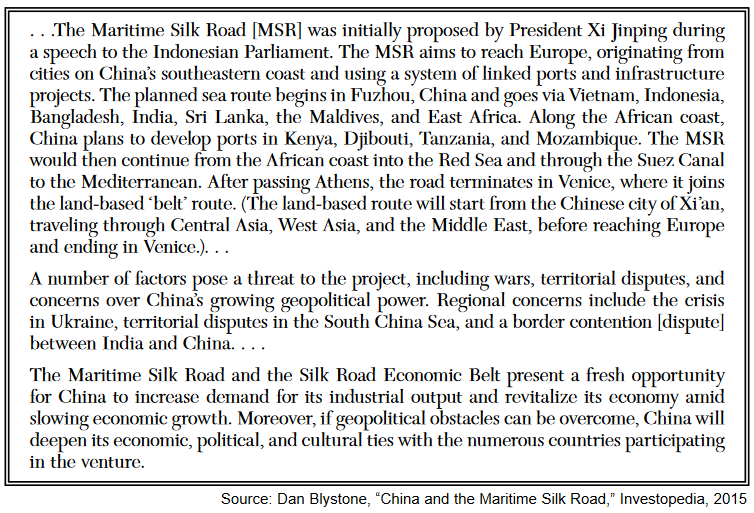 . . .The Maritime Silk Road [MSR] was initially proposed by President Xi Jinping during
a speech to the Indonesian Parliament. The MSR aims to reach Europe, originating from
cities on China’s southeastern coast and using a system of linked ports and infrastructure
projects. The planned sea route begins in Fuzhou, China and goes via Vietnam, Indonesia,
Bangladesh, India, Sri Lanka, the Maldives, and East Africa. Along the African coast,
China plans to develop ports in Kenya, Djibouti, Tanzania, and Mozambique. The MSR
would then continue from the African coast into the Red Sea and through the Suez Canal
to the Mediterranean. After passing Athens, the road terminates in Venice, where it joins
the land-based ‘belt’ route. (The land-based route will start from the Chinese city of Xi’an,
traveling through Central Asia, West Asia, and the Middle East, before reaching Europe
and ending in Venice.). . .
A number of factors pose a threat to the project, including wars, territorial disputes, and
concerns over China’s growing geopolitical power. Regional concerns include the crisis
in Ukraine, territorial disputes in the South China Sea, and a border contention [dispute]
between India and China. . . .
The Maritime Silk Road and the Silk Road Economic Belt present a fresh opportunity
for China to increase demand for its industrial output and revitalize its economy amid
slowing economic growth. Moreover, if geopolitical obstacles can be overcome, China will
deepen its economic, political, and cultural ties with the numerous countries participating
in the venture.
Source: Dan Blystone, “China and the Maritime Silk Road,” Investopedia, 2015